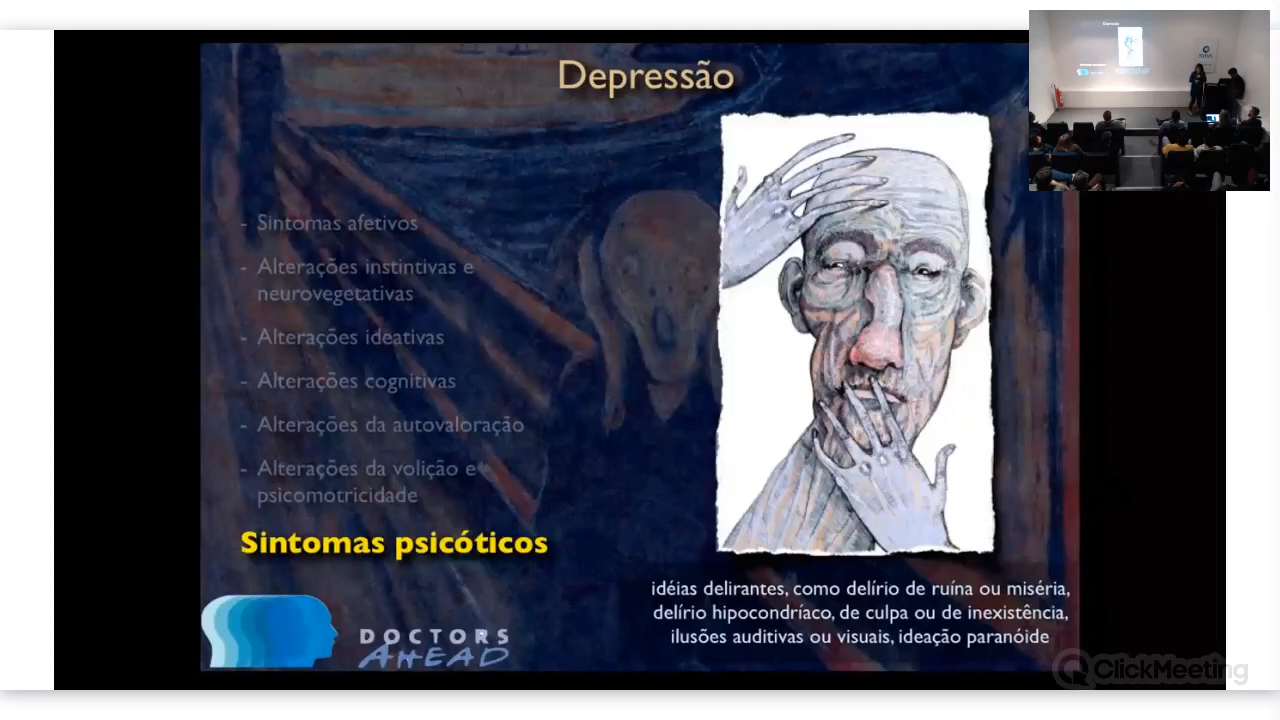 Depressão
- Sintomas afetivos
- Alterações instintivas e
neurovegetativas
- Alterações ideativas
- Alterações cognitivas
- Alterações da autovaloração
- Alterações da volição e
psicomotricidade
Sintomas psicóticos
idéias delirantes, como delírio de ruína ou miséria,
delírio hipocondríaco, de culpa ou de inexistência,
ilusões auditivas ou visuais, ideação paranóide
DOCTORS
AHEAD
ClickMeeting
Depressão
TOTVS